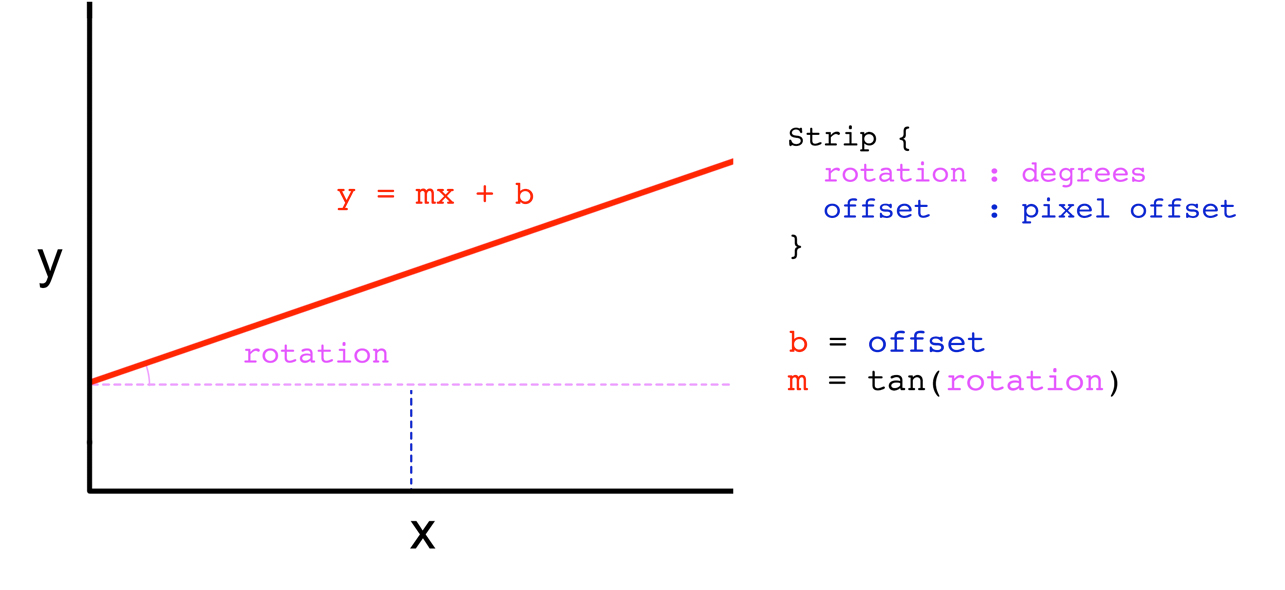 y = mx + b
y
rotation
x
Strip {
  rotation : degrees
  offset   : pixel offset
}
b = offset
m = tan(rotation)